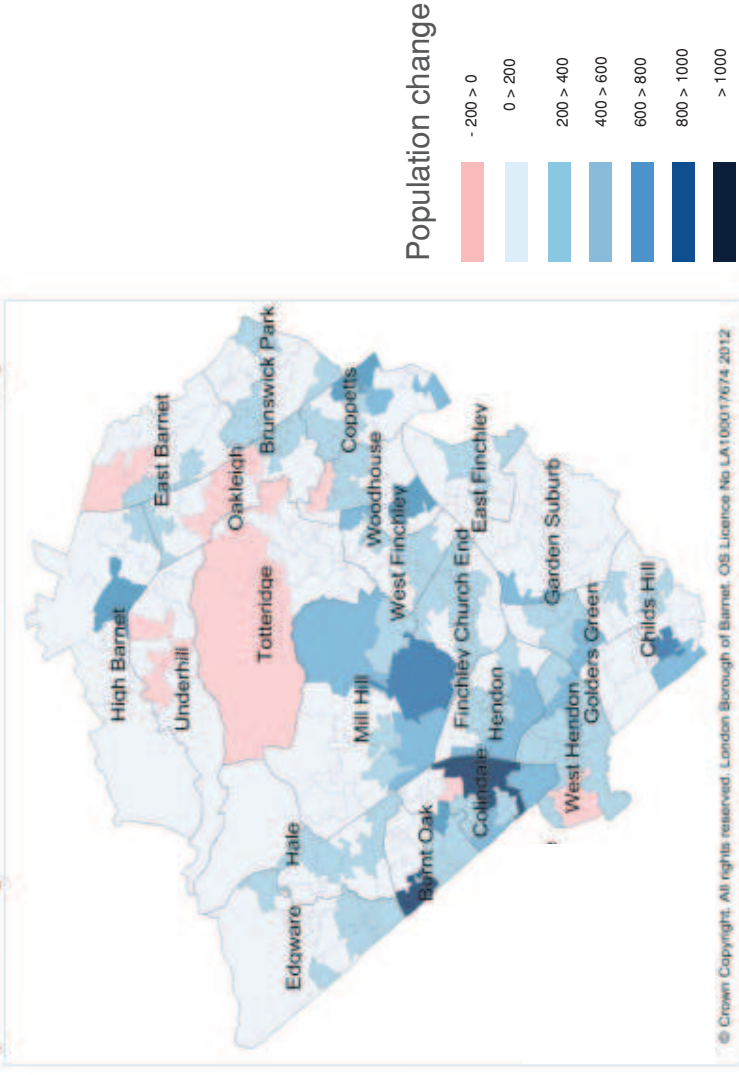 High Barnet
Underhill
East Barnet
Totteridge
Oakleigh
Brunswick Park
Edgware
Hale
Mill Hill
Coppetts
Woodhouse
West Finchley
Burnt Oak
Colindale
Finchley Church End
Hendon
East Finchley
West Hendon
Golders Green
Garden Suburb
Childs Hill
© Crown Copyright. All rights reserved. London Borough of Barnet. OS Licence No LA100017674 2012
Population change
- 200 > 0
0 > 200
200 > 400
400 > 600
600 > 800
800 > 1000
> 1000